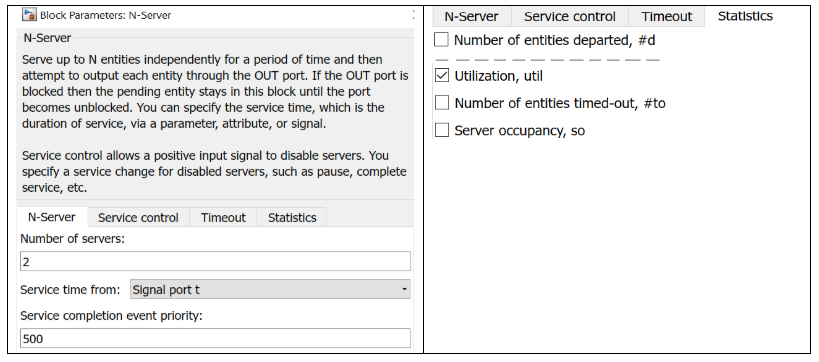 Block Parameters: N-Server
N-Server
Serve up to N entities independently for a period of time and then
attempt to output each entity through the OUT port. If the OUT port is
blocked then the pending entity stays in this block until the port
becomes unblocked. You can specify the service time, which is the
duration of service, via a parameter, attribute, or signal.
Service control allows a positive input signal to disable servers. You
specify a service change for disabled servers, such as pause, complete
service, etc.
N-Server Service control Timeout Statistics
Number of servers:
2
Service time from: Signal port t
Service completion event priority:
500
N-Server Service control Timeout Statistics
Number of entities departed, #d
Utilization, util
Number of entities timed-out, #to
Server occupancy, so